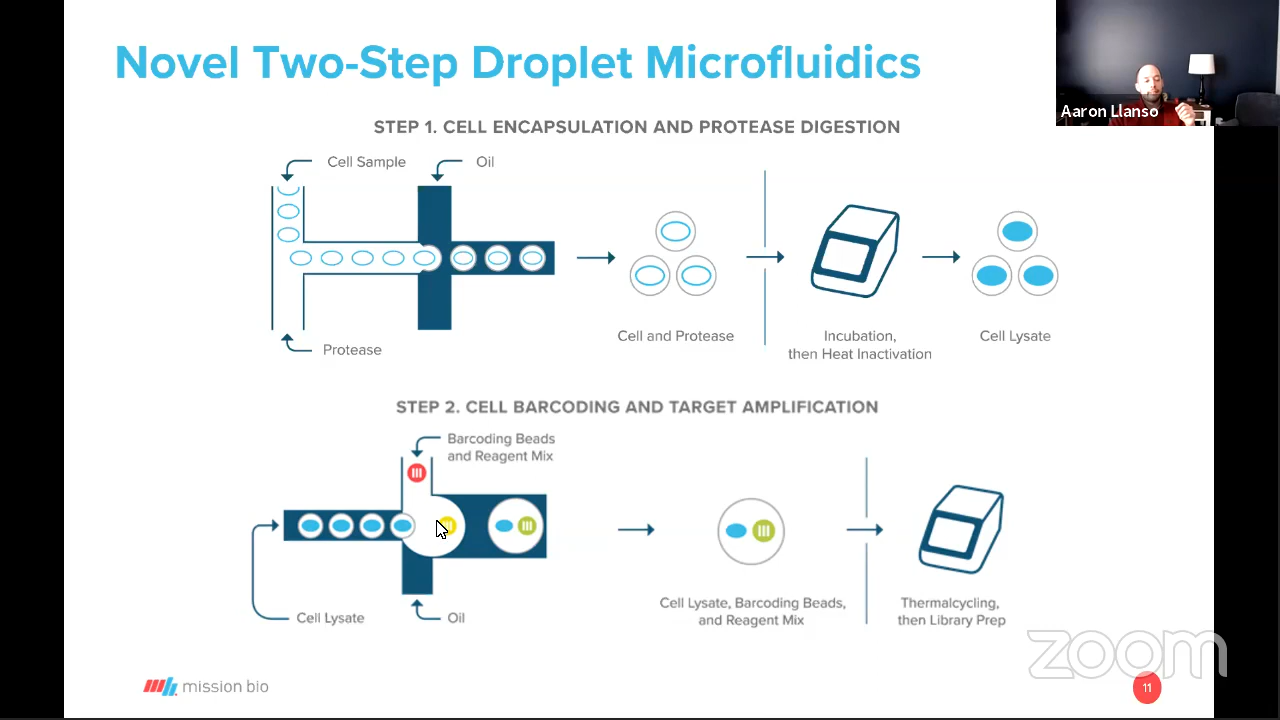 Novel Two-Step Droplet Microfluidics
Aaron Llanso
STEP 1. CELL ENCAPSULATION AND PROTEASE DIGESTION
Cell Sample
Oil
Protease
Cell and Protease
Incubation,
then Heat Inactivation
Cell Lysate
STEP 2. CELL BARCODING AND TARGET AMPLIFICATION
Barcoding Beads
and Reagent Mix
Cell Lysate
Oil
Cell Lysate, Barcoding Beads,
and Reagent Mix
Thermalcycling,
then Library Prep
zoom
mission bio
11